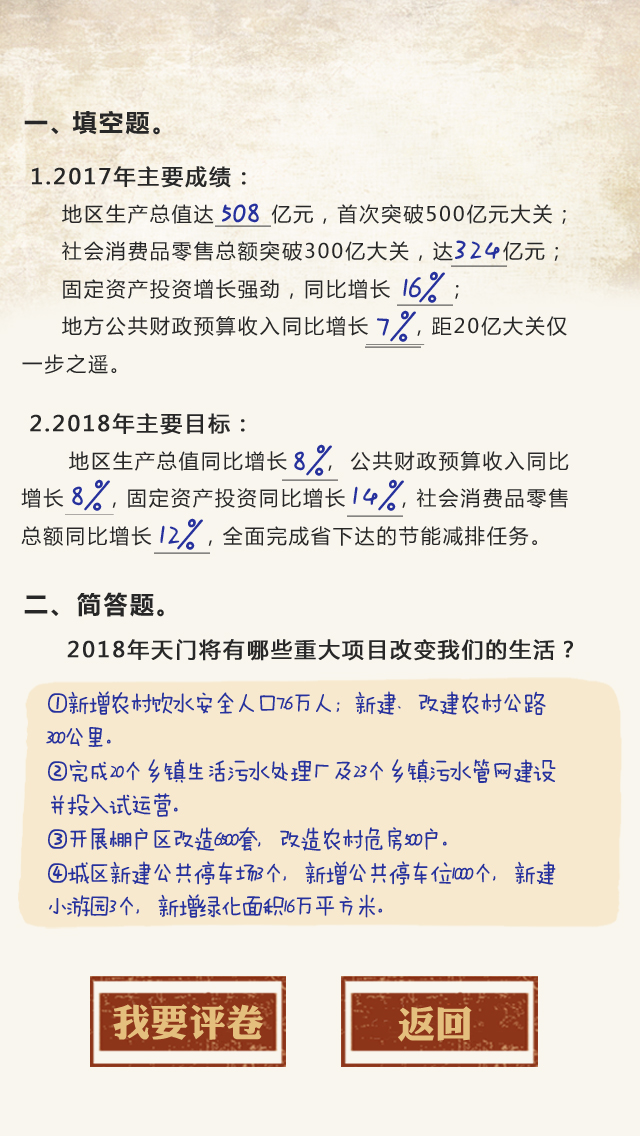 一、填空题。
1.2017年主要成绩：
地区生产总值达508亿元，首次突破500亿元大关；
社会消费品零售总额突破300亿大关，达324亿元；
固定资产投资增长强劲，同比增长16%；
地方公共财政预算收入同比增长7%，距20亿大关仅
一步之遥。
2.2018年主要目标：
地区生产总值同比增长8%，公共财政预算收入同比
增长8%，固定资产投资同比增长14%，社会消费品零售
总额同比增长12%，全面完成省下达的节能减排任务。
二、简答题。
2018年天门将有哪些重大项目改变我们的生活？
①新增农村饮水安全人口7.6万人；新建、改建农村公路
300公里。
②完成20个乡镇生活污水处理厂及23个乡镇污水管网建设
并投入试运营。
③开展棚户区改造6500套，改造农村危房500户。
④城区新建公共停车场3个，新增公共停车位1000个，新建
小游园3个，新增绿化面积16万平方米。
我要评卷
返回